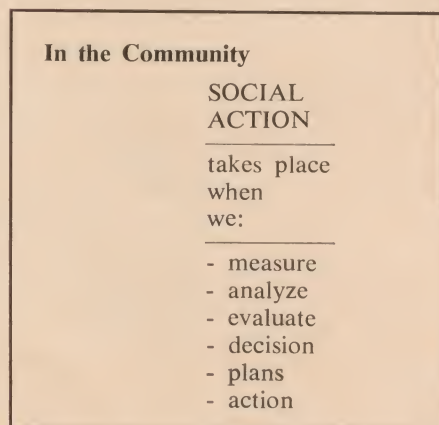 In the Community
SOCIAL
ACTION
takes place
when
we:
- measure
- analyze
- evaluate
- decision
- plans
- action